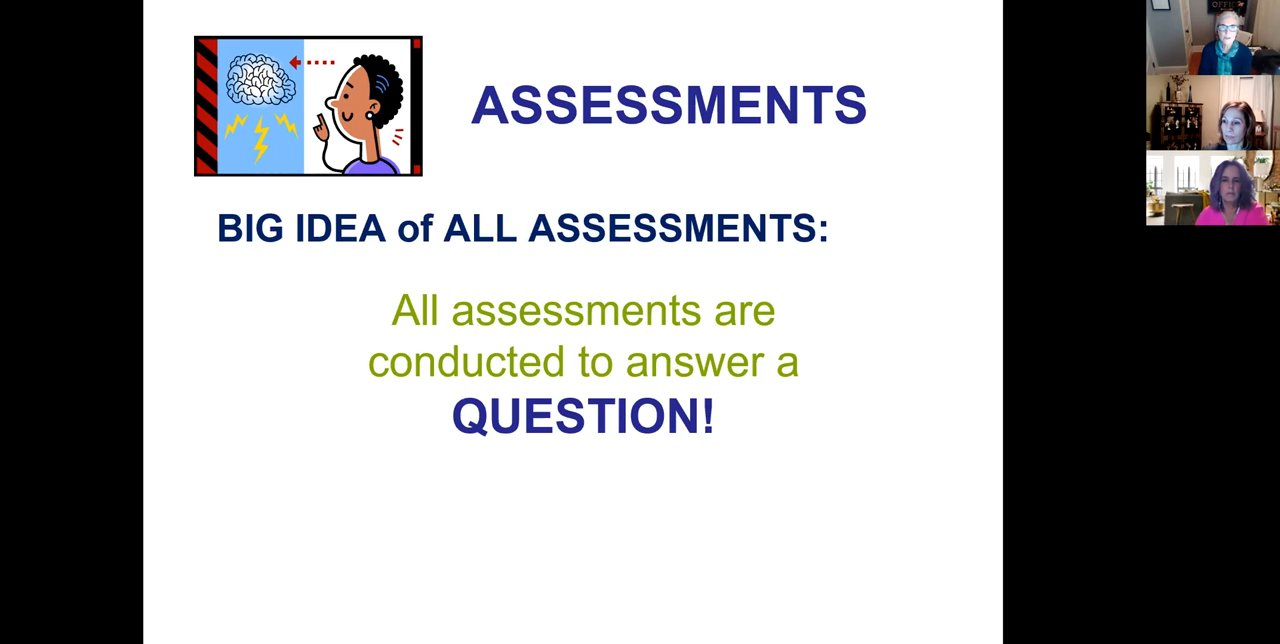 ASSESSMENTS
BIG IDEA of ALL ASSESSMENTS:
All assessments are
conducted to answer a
QUESTION!